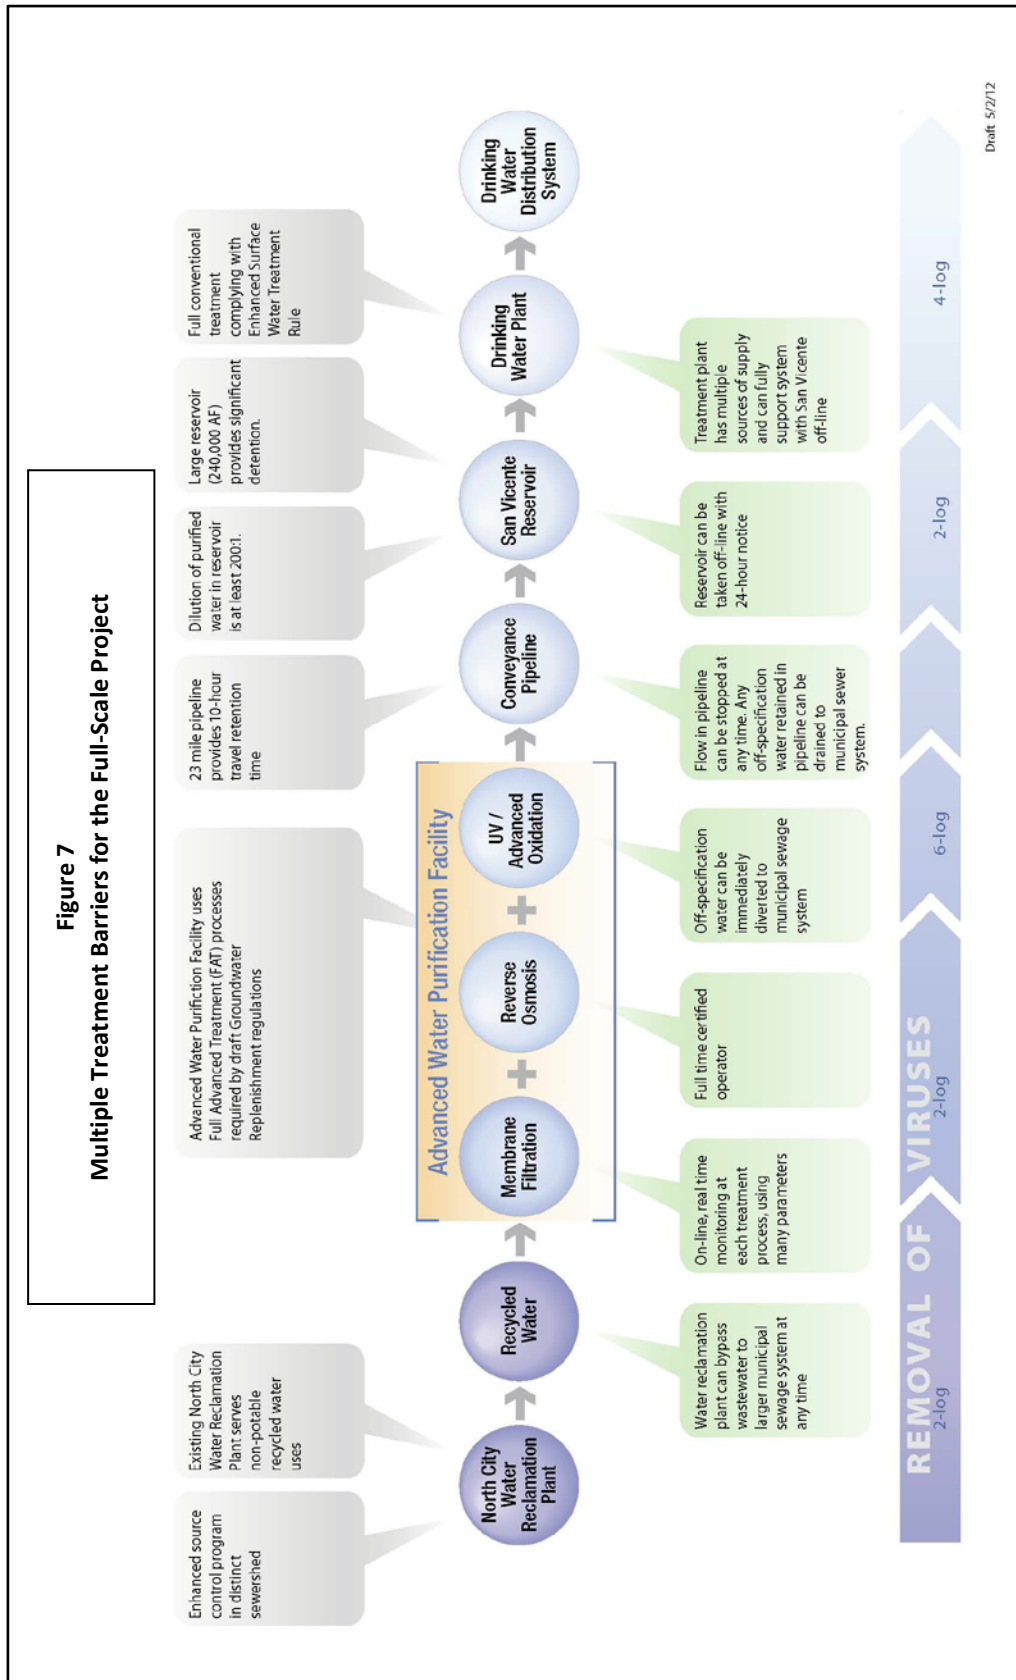 Figure 7
Multiple Treatment Barriers for the Full-Scale Project
Enhanced source
control program
in distinct
sewershed
Existing North City
Water Reclamation
Plant serves
non-potable
recycled water
uses
Advanced Water Purifiction Facility uses
Full Advanced Treatment (FAT) processes
required by draft Groundwater
Replenishment regulations
23 mile pipeline
provides 10-hour
travel retention
time
Dilution of purified
water in reservoir
is at least 200:1.
Large reservoir
(240,000 AF)
provides significant
detention.
Full conventional
treatment
complying with
Enhanced Surface
Water Treatment
Rule
Advanced Water Purification Facility
North City
Water
Reclamation
Plant
Recycled
Water
Membrane
Filtration
+
Reverse
Osmosis
+
UV /
Advanced
Oxidation
Conveyance
Pipeline
San Vicente
Reservoir
Drinking
Water Plant
Drinking
Water
Distribution
System
Water reclamation
plant can bypass
wastewater to
larger municipal
sewage system at
any time
On-line, real time
monitoring at
each treatment
process, using
many parameters
Full time certified
operator
Off-specification
water can be
immediately
diverted to
municipal sewage
system
Flow in pipeline
can be stopped at
any time. Any
off-specification
water retained in
pipeline can be
drained to
municipal sewer
system.
Reservoir can be
taken off-line with
24-hour notice
Treatment plant
has multiple
sources of supply
and can fully
support system
with San Vicente
off-line
REMOVAL OF VIRUSES
2-log
2-log
6-log
2-log
4-log
Draft 5/2/12